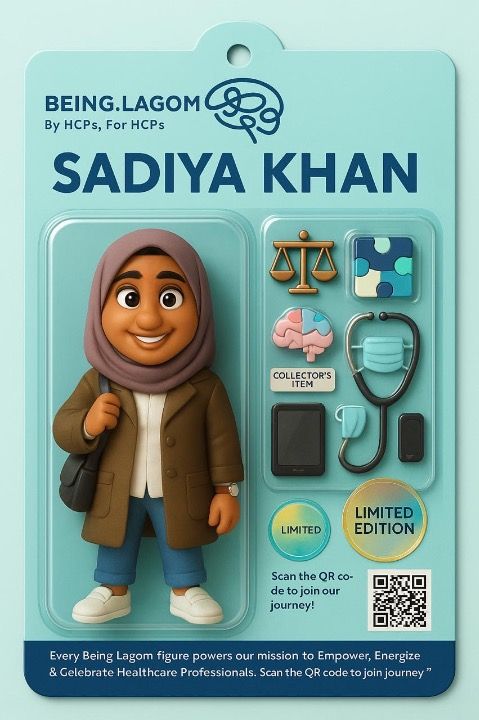 BEING.LAGOM
By HCPs, For HCPs
SADIYA KHAN
COLLECTOR'S
ITEM
LIMITED
LIMITED
EDITION
Scan the QR co-
de to join our
journey!
Every Being Lagom figure powers our mission to Empower, Energize
& Gelebrate Healthcare Professionals. Scan the QR code to join journey ”